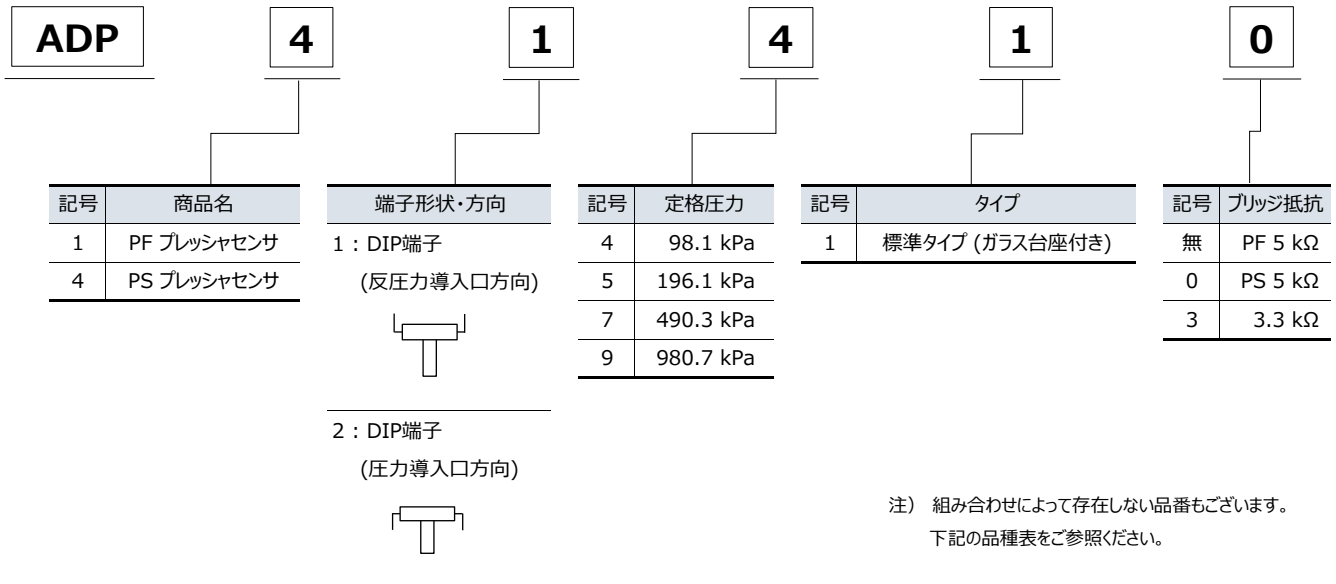 ADP 4 1 4 1 0
記号 商品名
1 PF プレッシャセンサ
4 PS プレッシャセンサ
端子形状・方向
1：DIP端子
(反圧力導入口方向)
2：DIP端子
(圧力導入口方向)
記号 定格圧力
4 98.1 kPa
5 196.1 kPa
7 490.3 kPa
9 980.7 kPa
記号 タイプ
1 標準タイプ (ガラス台座付き)
記号 ブリッジ抵抗
無 PF 5 kΩ
0 PS 5 kΩ
3 3.3 kΩ
注） 組み合わせによって存在しない品番もございます。
下記の品種表をご参照ください。